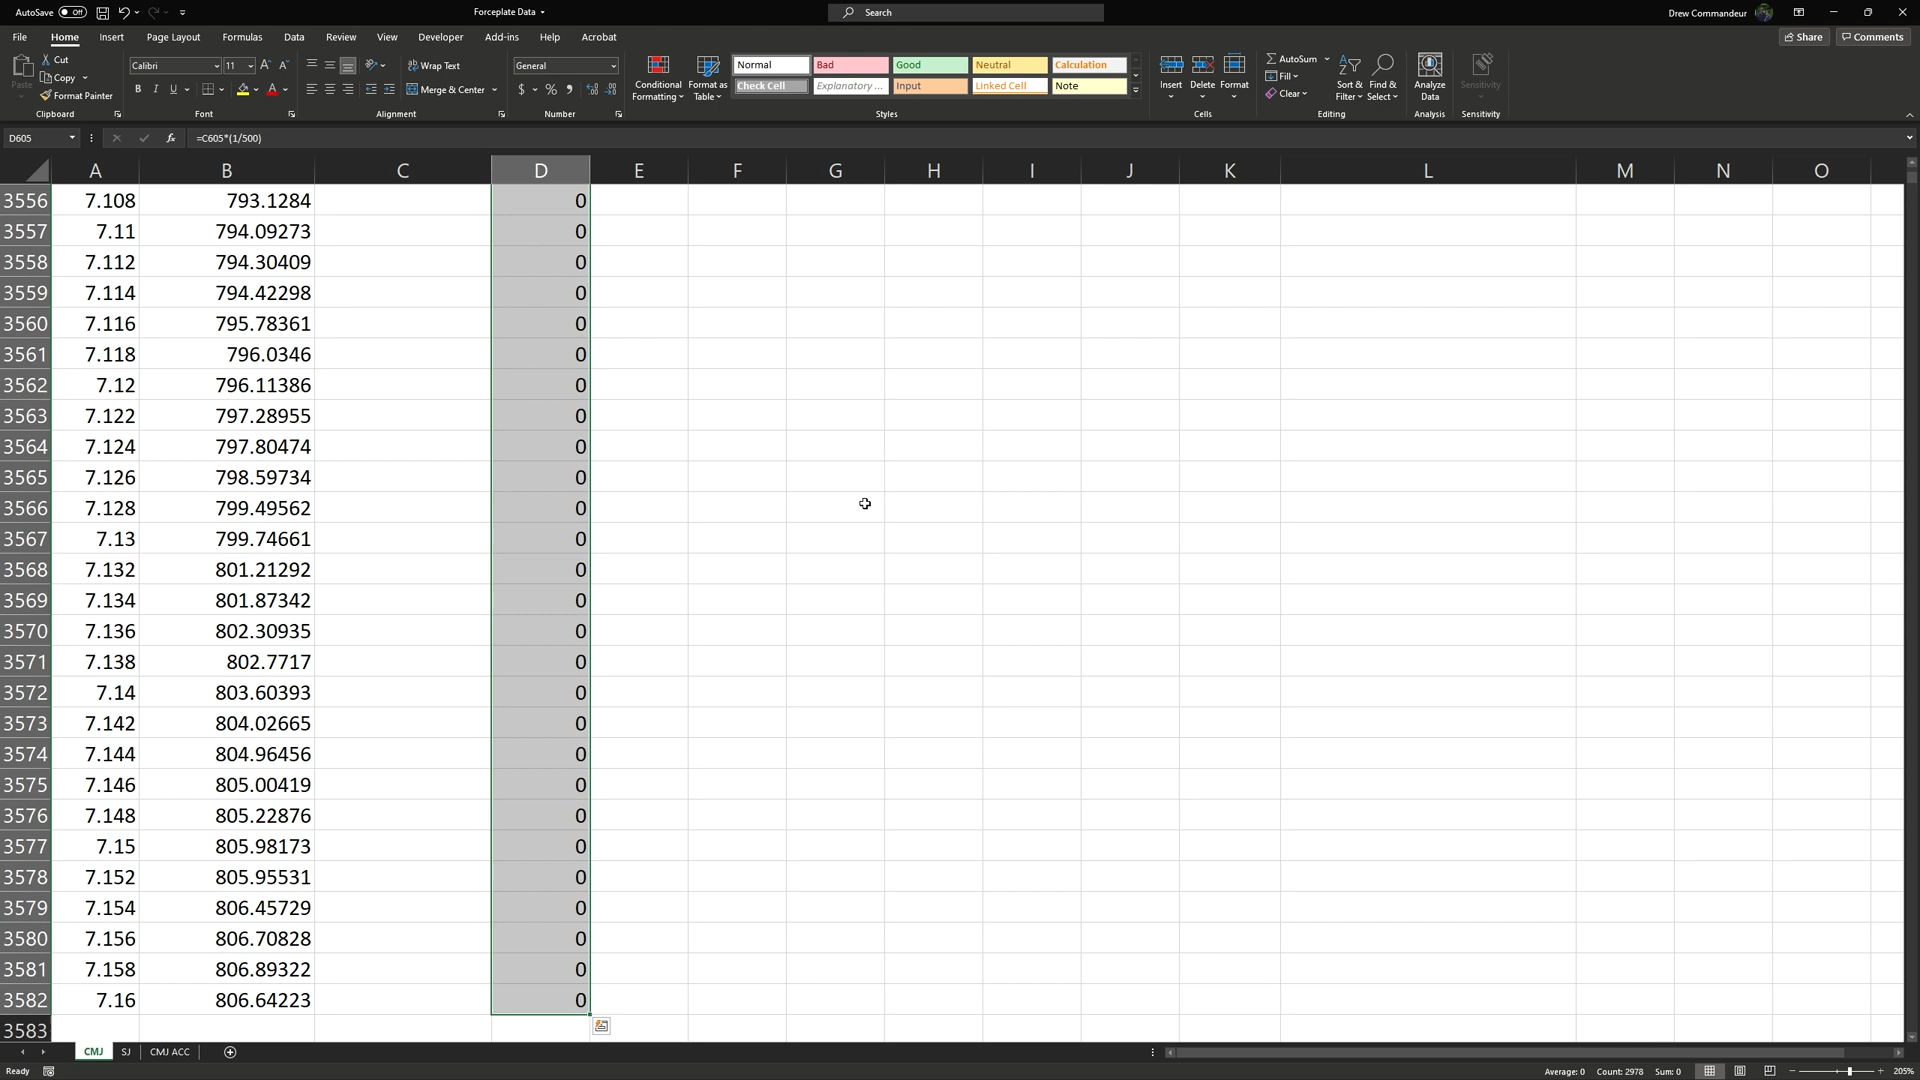 AutoSave Off Forceplate Data Search Drew Commandeur
File Home Insert Page Layout Formulas Data Review View Developer Add-ins Help Acrobat Share Comments
Paste Cut Copy Format Painter Clipboard
Calibri 11 B I U A A A Font
Wrap Text Merge & Center Alignment
General $ % Number
Conditional Formatting Format as Table
Normal Bad Good Neutral Calculation
Check Cell Explanatory ... Input Linked Cell Note
Styles
Insert Delete Format Cells
AutoSum Fill Clear Sort & Filter Find & Select Editing
Analyze Data Analysis
Sensitivity Sensitivity
D605 fx =C605*(1/500)
A B C D E F G H I J K L M N O
3556 7.108 793.1284 0
3557 7.11 794.09273 0
3558 7.112 794.30409 0
3559 7.114 794.42298 0
3560 7.116 795.78361 0
3561 7.118 796.0346 0
3562 7.12 796.11386 0
3563 7.122 797.28955 0
3564 7.124 797.80474 0
3565 7.126 798.59734 0
3566 7.128 799.49562 0
3567 7.13 799.74661 0
3568 7.132 801.21292 0
3569 7.134 801.87342 0
3570 7.136 802.30935 0
3571 7.138 802.7717 0
3572 7.14 803.60393 0
3573 7.142 804.02665 0
3574 7.144 804.96456 0
3575 7.146 805.00419 0
3576 7.148 805.22876 0
3577 7.15 805.98173 0
3578 7.152 805.95531 0
3579 7.154 806.45729 0
3580 7.156 806.70828 0
3581 7.158 806.89322 0
3582 7.16 806.64223 0
3583
CMJ SJ CMJ ACC
Ready Average: 0 Count: 2978 Sum: 0 205%